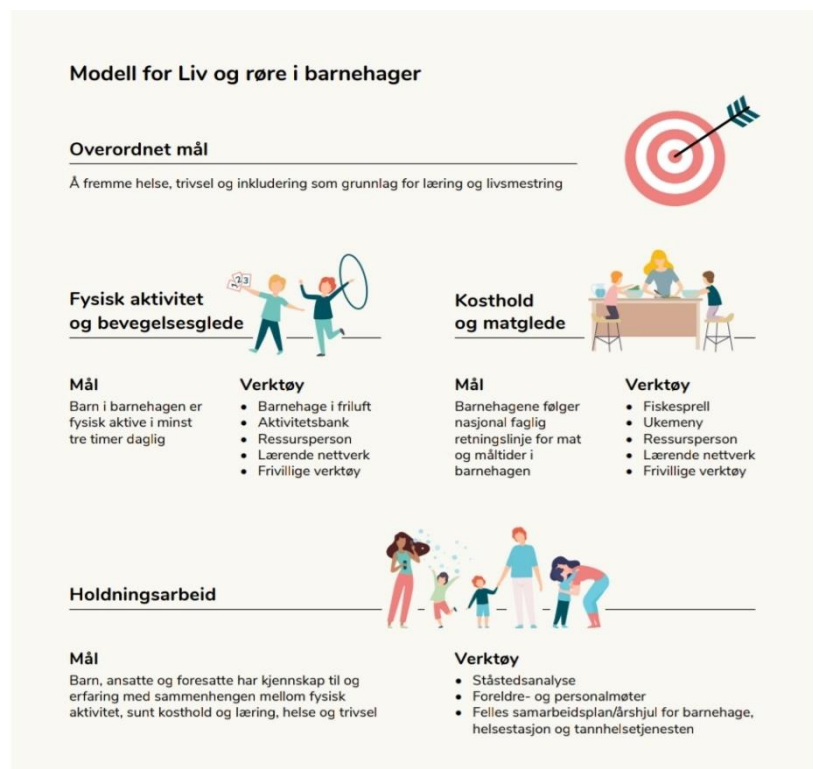 Modell for Liv og røre i barnehager
Overordnet mål
Å fremme helse, trivsel og inkludering som grunnlag for læring og livsmestring
1 2 3
Fysisk aktivitet
og bevegelsesglede
Mål
Barn i barnehagen er
fysisk aktive i minst
tre timer daglig
Verktøy
• Barnehage i friluft
• Aktivitetsbank
• Ressursperson
• Lærende nettverk
• Frivillige verktøy
Kosthold
og matglede
Mål
Barnehagene følger
nasjonal faglig
retningslinje for mat
og måltider i
barnehagen
Verktøy
• Fiskesprell
• Ukemeny
• Ressursperson
• Lærende nettverk
• Frivillige verktøy
Holdningsarbeid
Mål
Barn, ansatte og foresatte har kjennskap til og
erfaring med sammenhengen mellom fysisk
aktivitet, sunt kosthold og læring, helse og trivsel
Verktøy
• Ståstedsanalyse
• Foreldre- og personalmøter
• Felles samarbeidsplan/årshjul for barnehage,
helsestasjon og tannhelsetjenesten